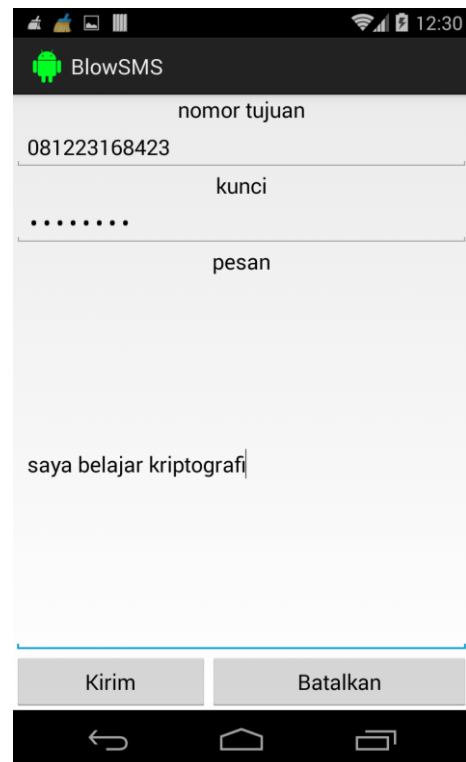 12:30
BlowSMS
nomor tujuan
081223168423
kunci
••••••••
pesan
saya belajar kriptografi
Kirim
Batalkan